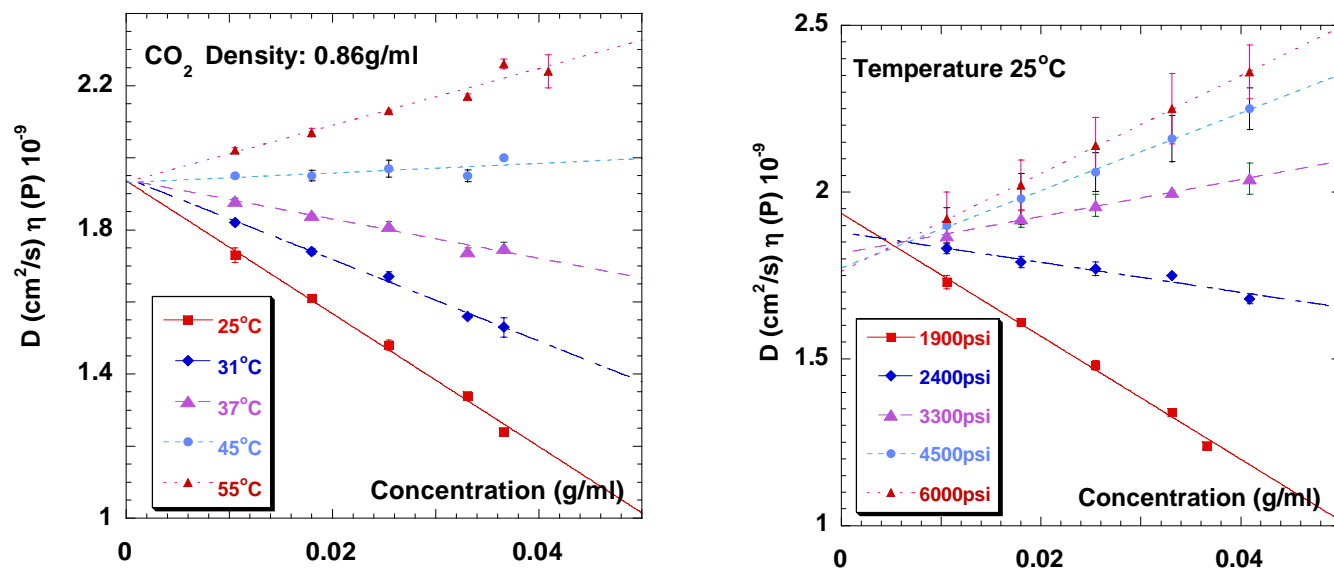 CO₂ Density: 0.86g/ml
D (cm²/s) η (P) 10⁻⁹
2.2
1.8
1.4
1
25°C
31°C
37°C
45°C
55°C
Concentration (g/ml)
0 0.02 0.04
Temperature 25°C
D (cm²/s) η (P) 10⁻⁹
2.5
2
1.5
1
1900psi
2400psi
3300psi
4500psi
6000psi
Concentration (g/ml)
0 0.02 0.04